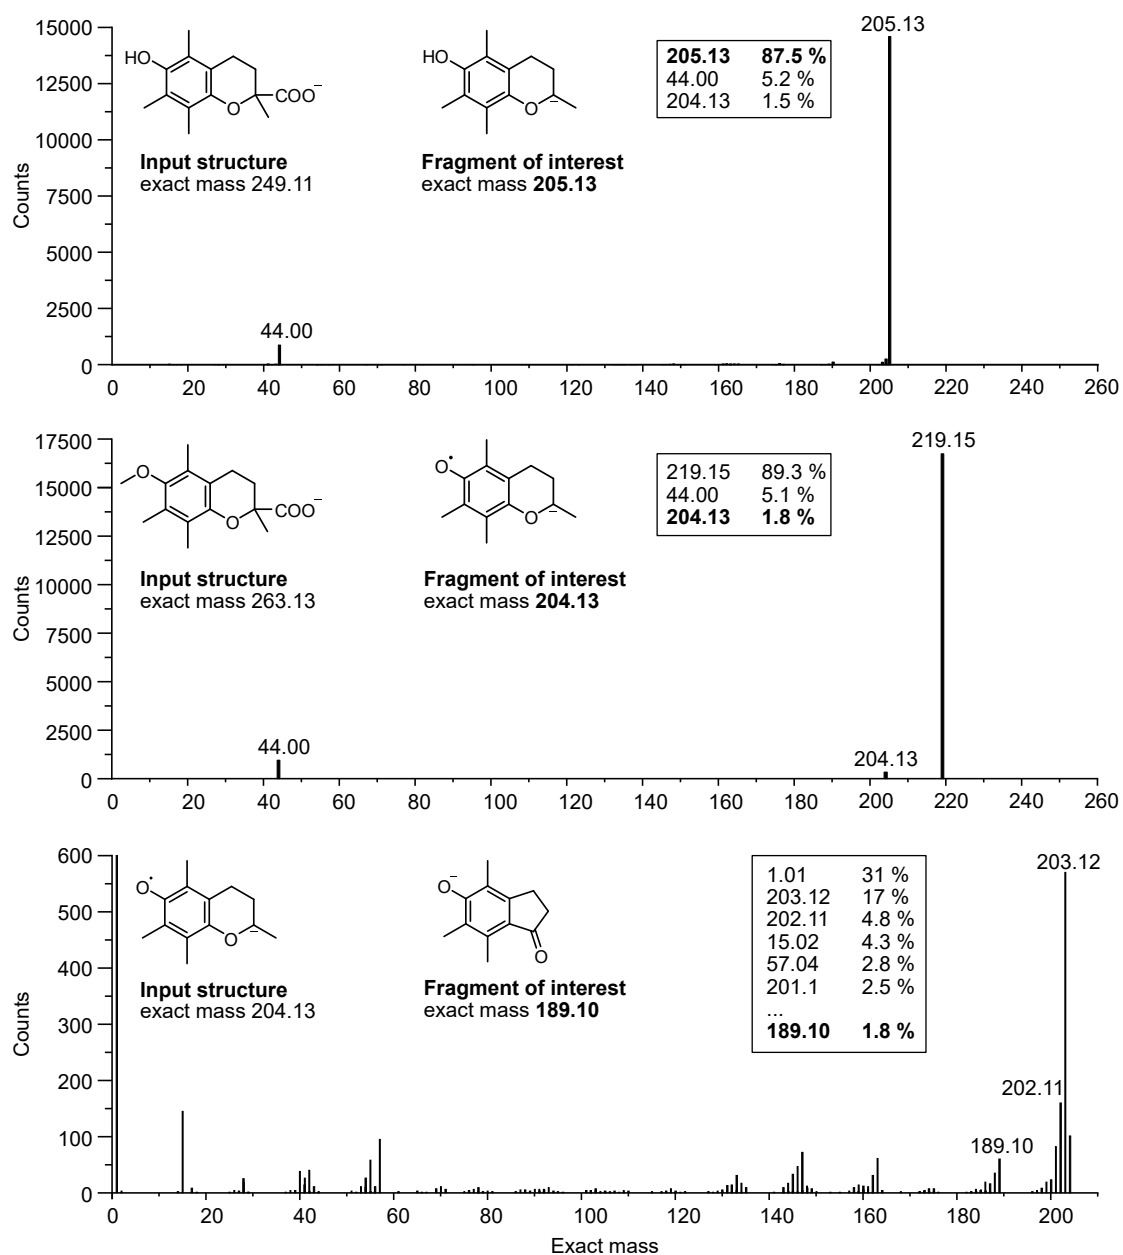 15000
12500
10000
7500
5000
2500
0
Counts
HO
O
COO−
Input structure
exact mass 249.11
HO
O
−
Fragment of interest
exact mass 205.13
205.13 87.5 %
44.00 5.2 %
204.13 1.5 %
205.13
44.00
0 20 40 60 80 100 120 140 160 180 200 220 240 260
17500
15000
12500
10000
7500
5000
2500
0
Counts
O
O
COO−
Input structure
exact mass 263.13
O•
O
−
Fragment of interest
exact mass 204.13
219.15 89.3 %
44.00 5.1 %
204.13 1.8 %
219.15
44.00
204.13
0 20 40 60 80 100 120 140 160 180 200 220 240 260
600
500
400
300
200
100
0
Counts
O•
O
−
Input structure
exact mass 204.13
O−
O
Fragment of interest
exact mass 189.10
1.01 31 %
203.12 17 %
202.11 4.8 %
15.02 4.3 %
57.04 2.8 %
201.1 2.5 %
...
189.10 1.8 %
203.12
202.11
189.10
0 20 40 60 80 100 120 140 160 180 200
Exact mass